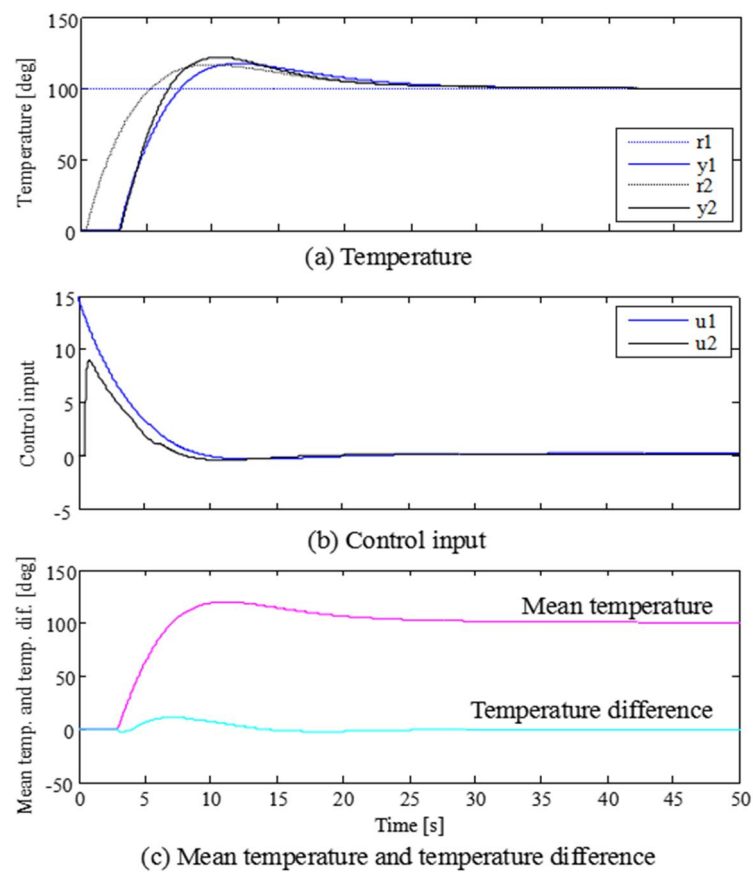 150
100
50
0
Temperature [deg]
r1
y1
r2
y2
(a) Temperature
15
10
5
0
-5
Control input
u1
u2
(b) Control input
150
100
50
0
-50
Mean temp. and temp. dif. [deg]
Mean temperature
Temperature difference
0 5 10 15 20 25 30 35 40 45 50
Time [s]
(c) Mean temperature and temperature difference